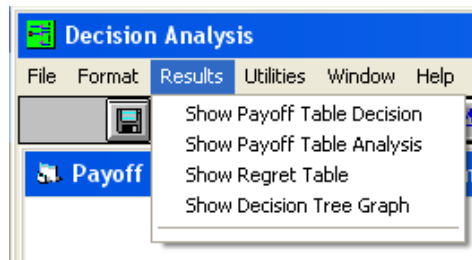 Decision Analysis
File Format Results Utilities Window Help
Show Payoff Table Decision
Show Payoff Table Analysis
Payoff
Show Regret Table
Show Decision Tree Graph